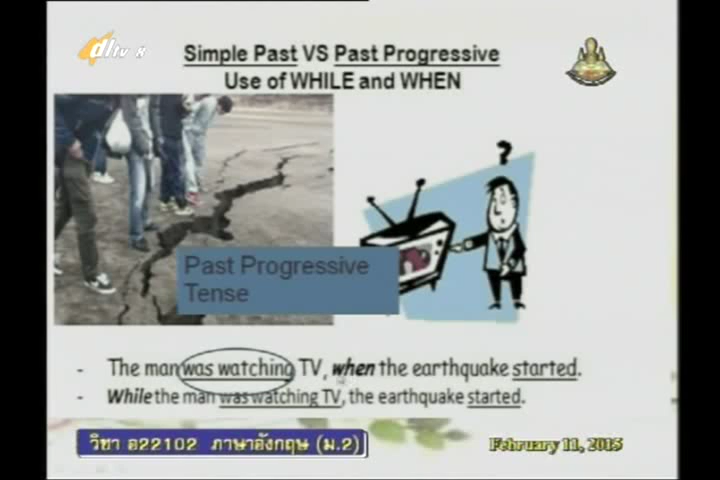 dltv 8
Simple Past VS Past Progressive
Use of WHILE and WHEN
?
Past Progressive
Tense
- The man was watching TV, when the earthquake started.
- While the man was watching TV, the earthquake started.
วิชา อ22102 ภาษาอังกฤษ (ม.2)
February 11, 2015